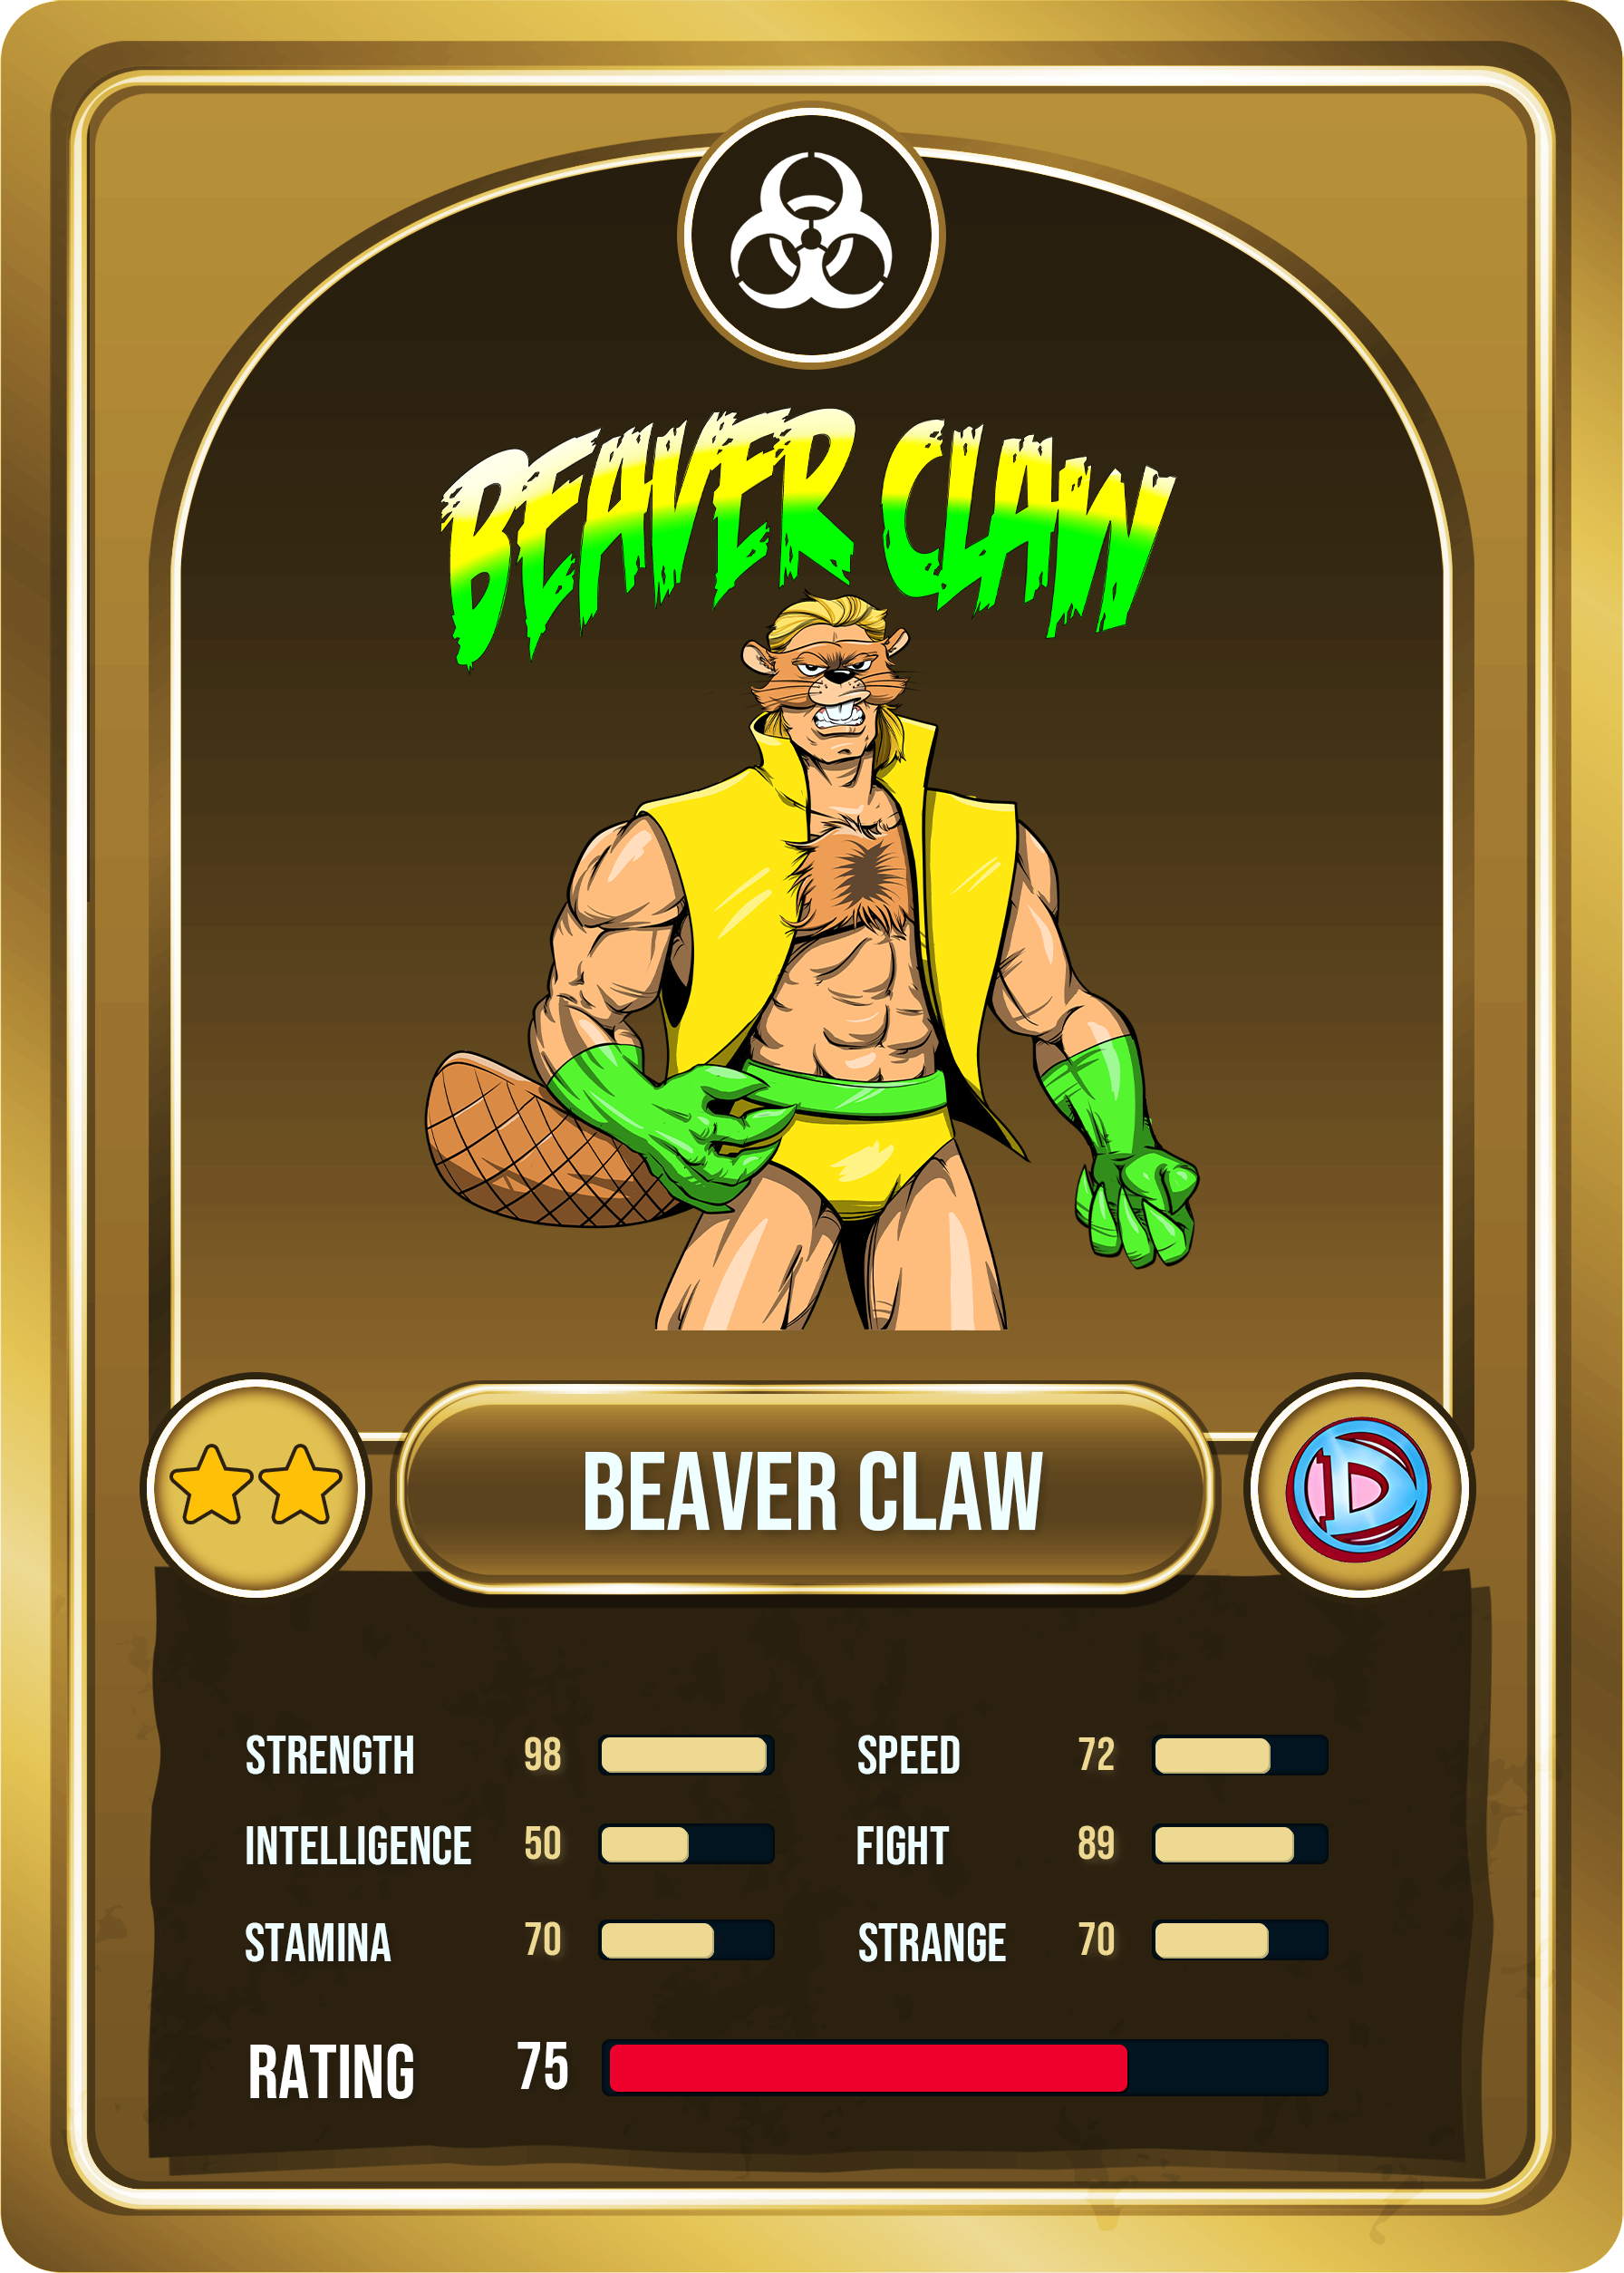 BEAVER CLAW
BEAVER CLAW
D
STRENGTH 98 SPEED 72
INTELLIGENCE 50 FIGHT 89
STAMINA 70 STRANGE 70
RATING 75